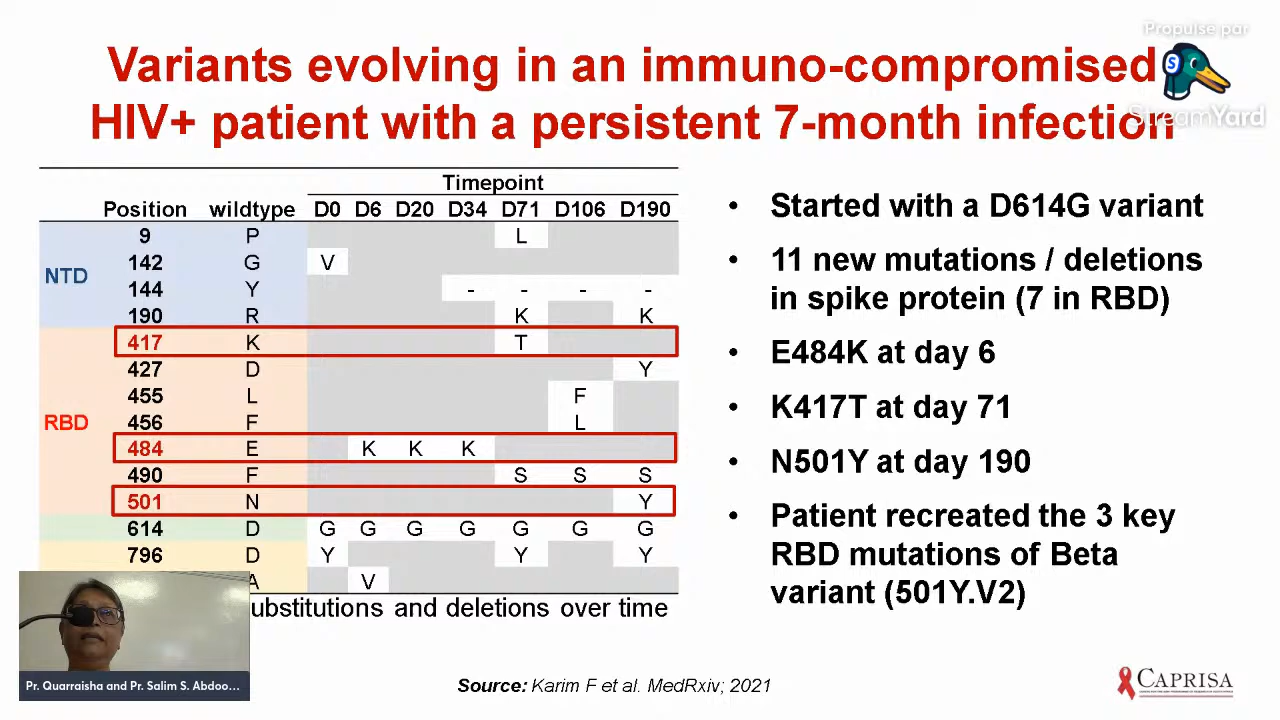 Propulsé par
StreamYard
Variants evolving in an immuno-compromised
HIV+ patient with a persistent 7-month infection
Timepoint
Position wildtype D0 D6 D20 D34 D71 D106 D190
NTD
9 P L
142 G V
144 Y - - - -
190 R K K
RBD
417 K T
427 D Y
455 L F
456 F L
484 E K K K
490 F S S S
501 N Y
614 D G G G G G G G
796 D Y Y Y
A V
ubstitutions and deletions over time
• Started with a D614G variant
• 11 new mutations / deletions
in spike protein (7 in RBD)
• E484K at day 6
• K417T at day 71
• N501Y at day 190
• Patient recreated the 3 key
RBD mutations of Beta
variant (501Y.V2)
Pr. Quarraisha and Pr. Salim S. Abdoo...
Source: Karim F et al. MedRxiv; 2021
CAPRISA